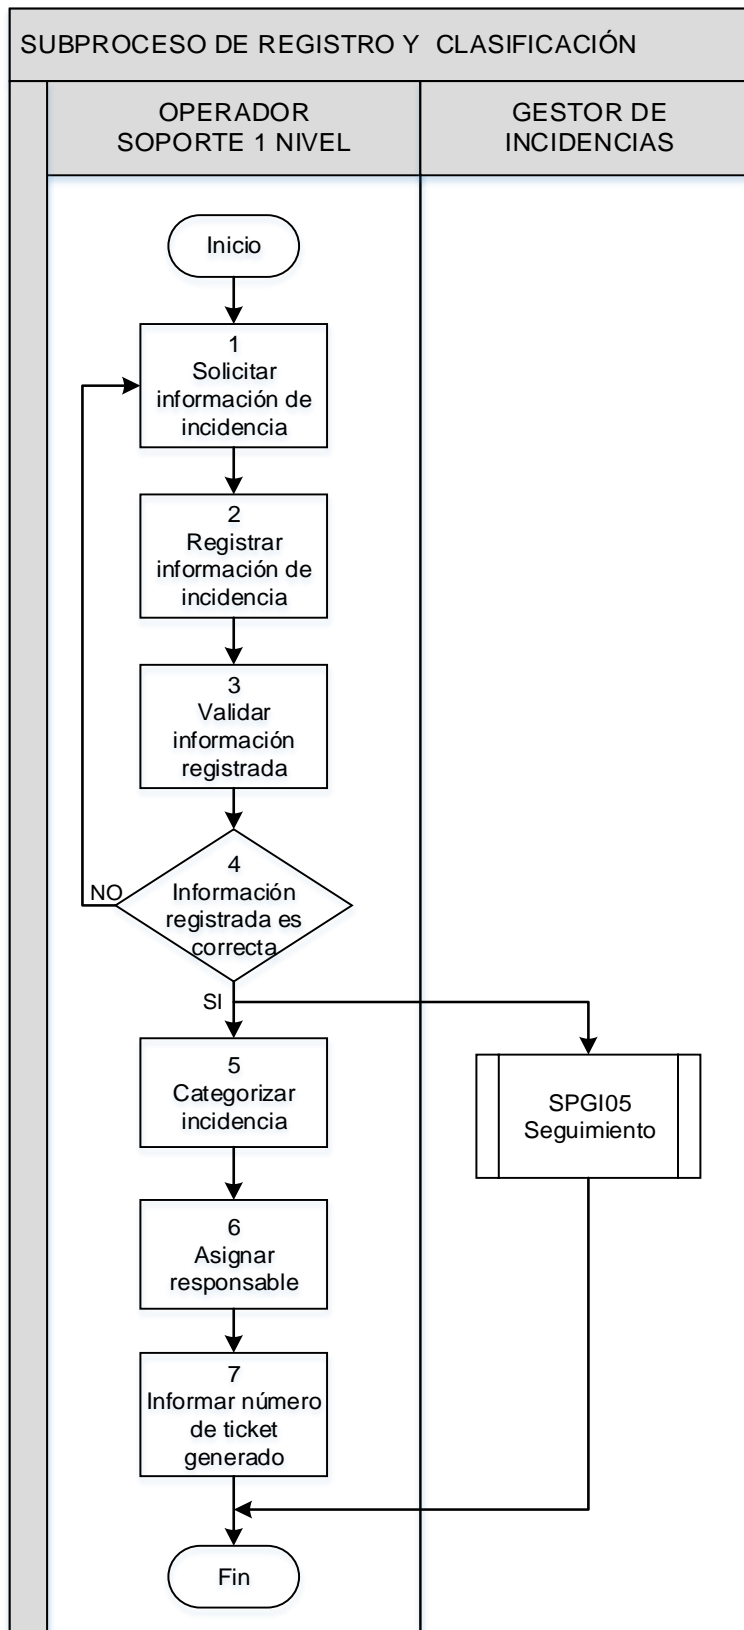 SUBPROCESO DE REGISTRO Y CLASIFICACIÓN
OPERADOR
SOPORTE 1 NIVEL
GESTOR DE
INCIDENCIAS
Inicio
1
Solicitar
información de
incidencia
2
Registrar
información de
incidencia
3
Validar
información
registrada
4
Información
registrada es
correcta
NO
SI
5
Categorizar
incidencia
SPGI05
Seguimiento
6
Asignar
responsable
7
Informar número
de ticket
generado
Fin